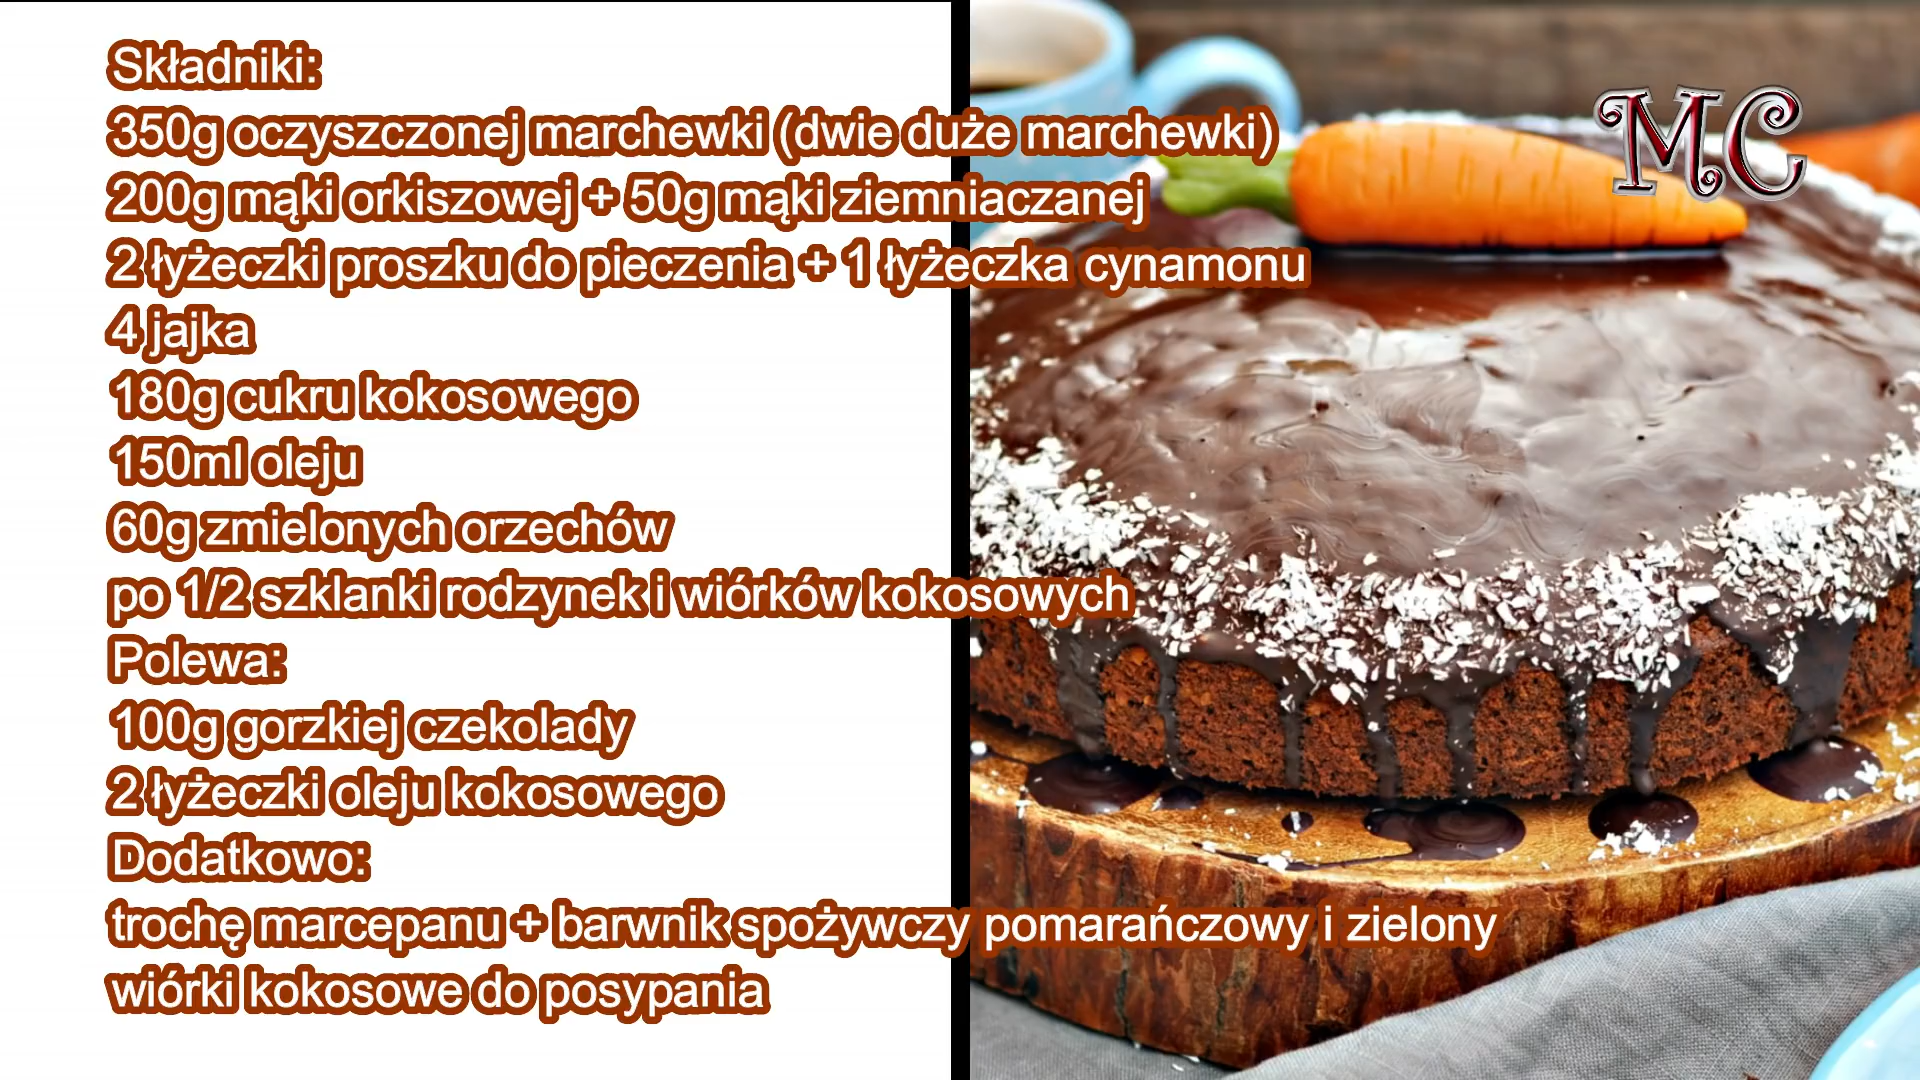 Składniki:
350g oczyszczonej marchewki (dwie duże marchewki)
200g mąki orkiszowej + 50g mąki ziemniaczanej
2 łyżeczki proszku do pieczenia + 1 łyżeczka cynamonu
4 jajka
180g cukru kokosowego
150ml oleju
60g zmielonych orzechów
po 1/2 szklanki rodzynek i wiórków kokosowych
Polewa:
100g gorzkiej czekolady
2 łyżeczki oleju kokosowego
Dodatkowo:
trochę marcepanu + barwnik spożywczy pomarańczowy i zielony
wiórki kokosowe do posypania
MC